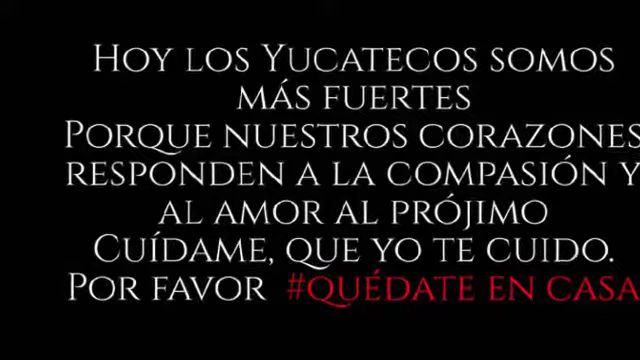 Hoy los Yucatecos somos
más fuertes
Porque nuestros corazones
responden a la compasión y
al amor al prójimo
Cuídame, que yo te cuido.
Por favor #quédate en casa